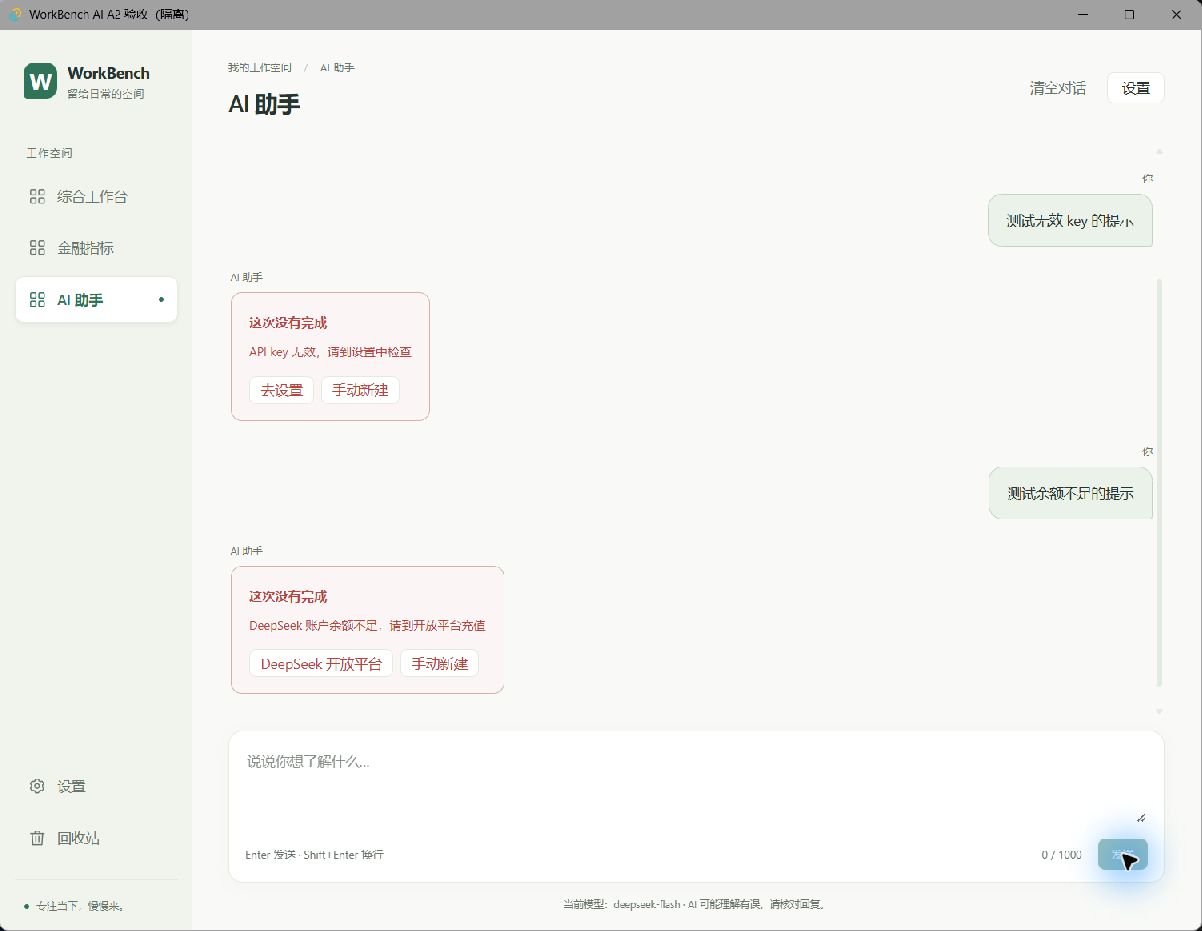 WorkBench AI A2 验收（隔离）
W
WorkBench
留给日常的空间
工作空间
综合工作台
金融指标
AI 助手
设置
回收站
专注当下，慢慢来。
我的工作空间 / AI 助手
AI 助手
清空对话
设置
你
测试无效 key 的提示
AI 助手
这次没有完成
API key 无效，请到设置中检查
去设置
手动新建
你
测试余额不足的提示
AI 助手
这次没有完成
DeepSeek 账户余额不足，请到开放平台充值
DeepSeek 开放平台
手动新建
说说你想了解什么...
Enter 发送 · Shift+Enter 换行
0 / 1000
当前模型：deepseek-flash · AI 可能理解有误，请核对回复。